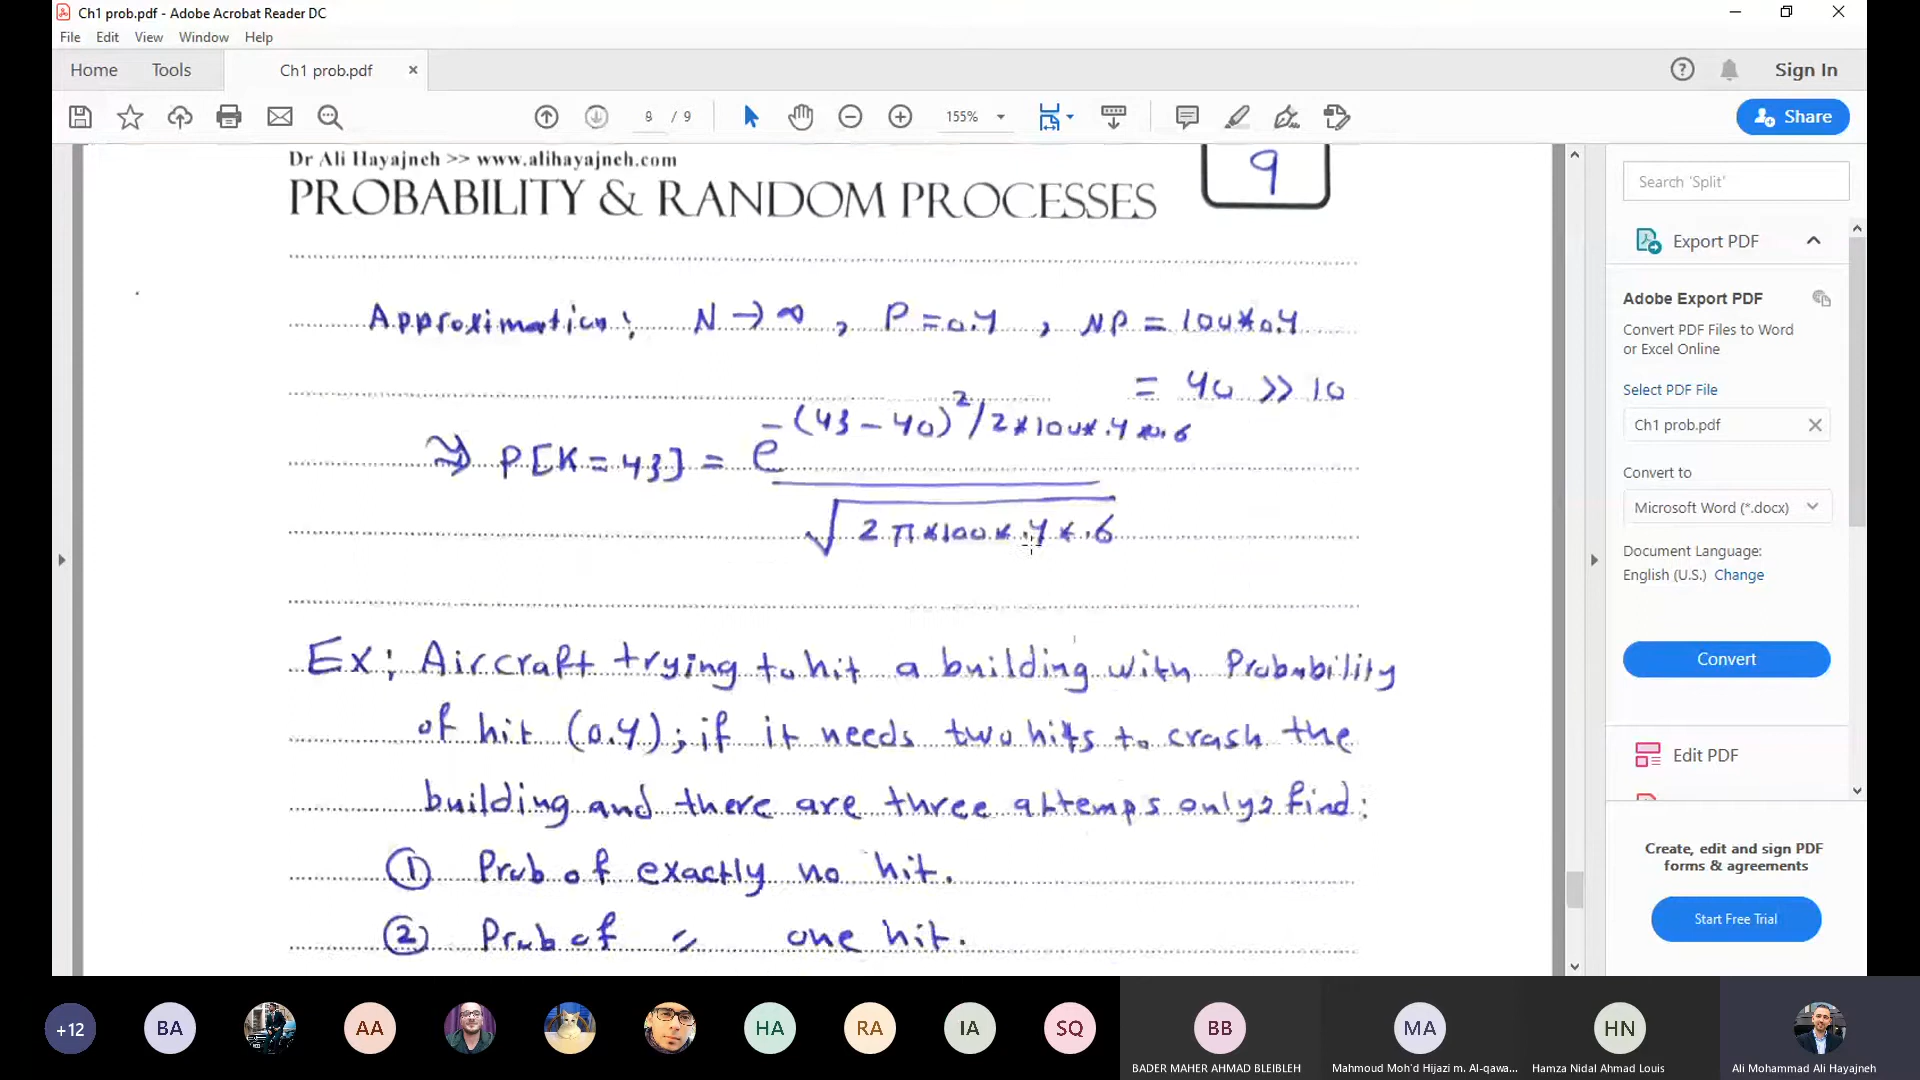 Ch1 prob.pdf - Adobe Acrobat Reader DC
File Edit View Window Help
Home Tools Ch1 prob.pdf × Sign In
8 / 9 155% Share
Dr Ali Hayajneh >> www.alihayajneh.com
PROBABILITY & RANDOM PROCESSES 9
Approximation: N → ∞ , P = 0.4 , NP = 100*0.4
= 40 >> 10
⇒ P[K = 43] = e^-(43 - 40)^2/2*100*.4*.6
√2π*100*.4*.6
Ex: Aircraft trying to hit a building with Probability
of hit (0.4); if it needs two hits to crash the
building and there are three attemps only, find:
① Prob of exactly no hit.
② Prob of = one hit.
Search 'Split'
Export PDF
Adobe Export PDF
Convert PDF Files to Word
or Excel Online
Select PDF File
Ch1 prob.pdf ×
Convert to
Microsoft Word (*.docx)
Document Language:
English (U.S.) Change
Convert
Edit PDF
Create, edit and sign PDF
forms & agreements
Start Free Trial
+12 BA AA HA RA IA SQ BB MA HN
BADER MAHER AHMAD BLEIBLEH Mahmoud Moh'd Hijazi m. Al-qawa... Hamza Nidal Ahmad Louis Ali Mohammad Ali Hayajneh